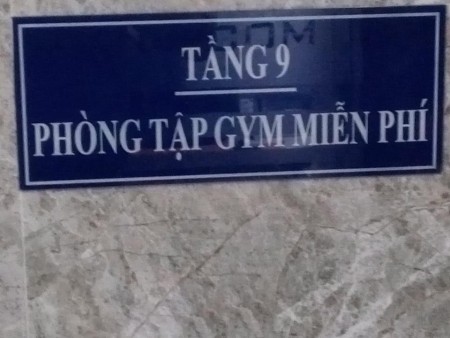 TẦNG 9
PHÒNG TẬP GYM MIỄN PHÍ